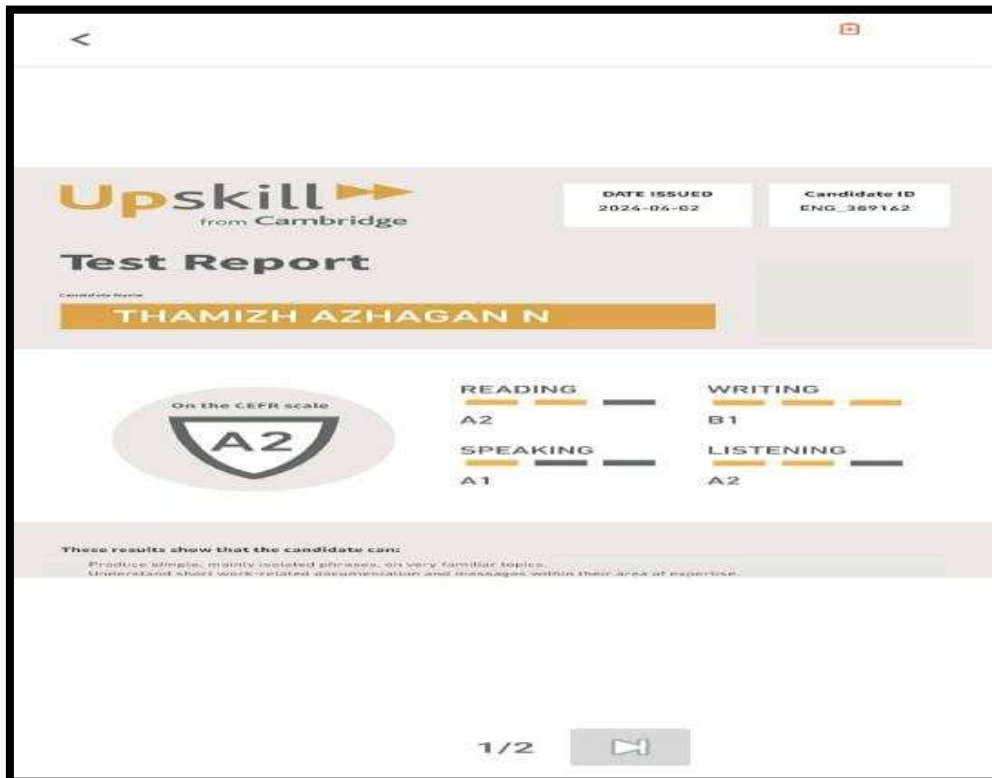 <
Upskill
from Cambridge
DATE ISSUED
2024-04-02
Candidate ID
ENG_389162
Test Report
Candidate Name
THAMIZH AZHAGAN N
On the CEFR scale
A2
READING
A2
WRITING
B1
SPEAKING
A1
LISTENING
A2
These results show that the candidate can:
Produce simple, mainly isolated phrases, on very familiar topics.
Understand short work-related documentation and messages within their area of expertise.
1/2